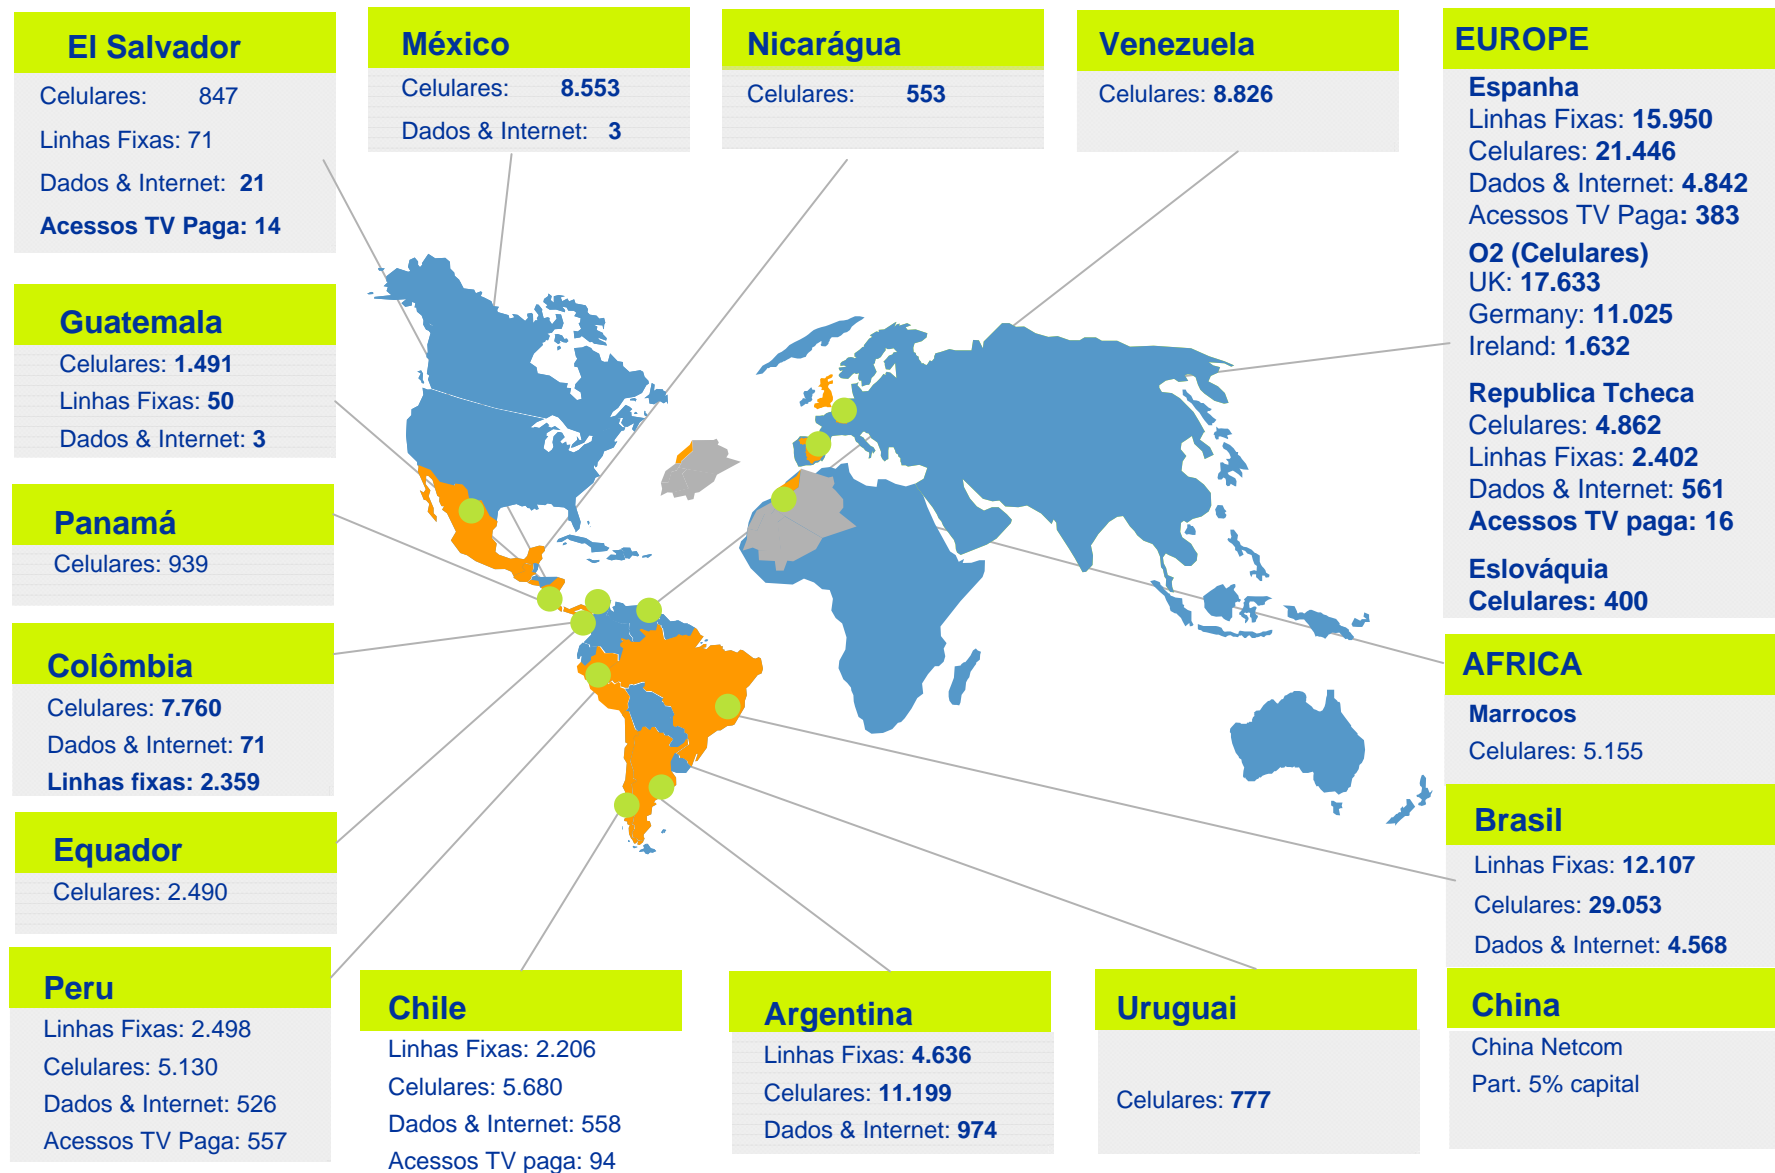 El Salvador
Celulares: 847
Linhas Fixas: 71
Dados & Internet: 21
Acessos TV Paga: 14
México
Celulares: 8.553
Dados & Internet: 3
Nicarágua
Celulares: 553
Venezuela
Celulares: 8.826
EUROPE
Espanha
Linhas Fixas: 15.950
Celulares: 21.446
Dados & Internet: 4.842
Acessos TV Paga: 383
O2 (Celulares)
UK: 17.633
Germany: 11.025
Ireland: 1.632
Republica Tcheca
Celulares: 4.862
Linhas Fixas: 2.402
Dados & Internet: 561
Acessos TV paga: 16
Eslováquia
Celulares: 400
Guatemala
Celulares: 1.491
Linhas Fixas: 50
Dados & Internet: 3
Panamá
Celulares: 939
Colômbia
Celulares: 7.760
Dados & Internet: 71
Linhas fixas: 2.359
AFRICA
Marrocos
Celulares: 5.155
Equador
Celulares: 2.490
Brasil
Linhas Fixas: 12.107
Celulares: 29.053
Dados & Internet: 4.568
Peru
Linhas Fixas: 2.498
Celulares: 5.130
Dados & Internet: 526
Acessos TV Paga: 557
Chile
Linhas Fixas: 2.206
Celulares: 5.680
Dados & Internet: 558
Acessos TV paga: 94
Argentina
Linhas Fixas: 4.636
Celulares: 11.199
Dados & Internet: 974
Uruguai
Celulares: 777
China
China Netcom
Part. 5% capital